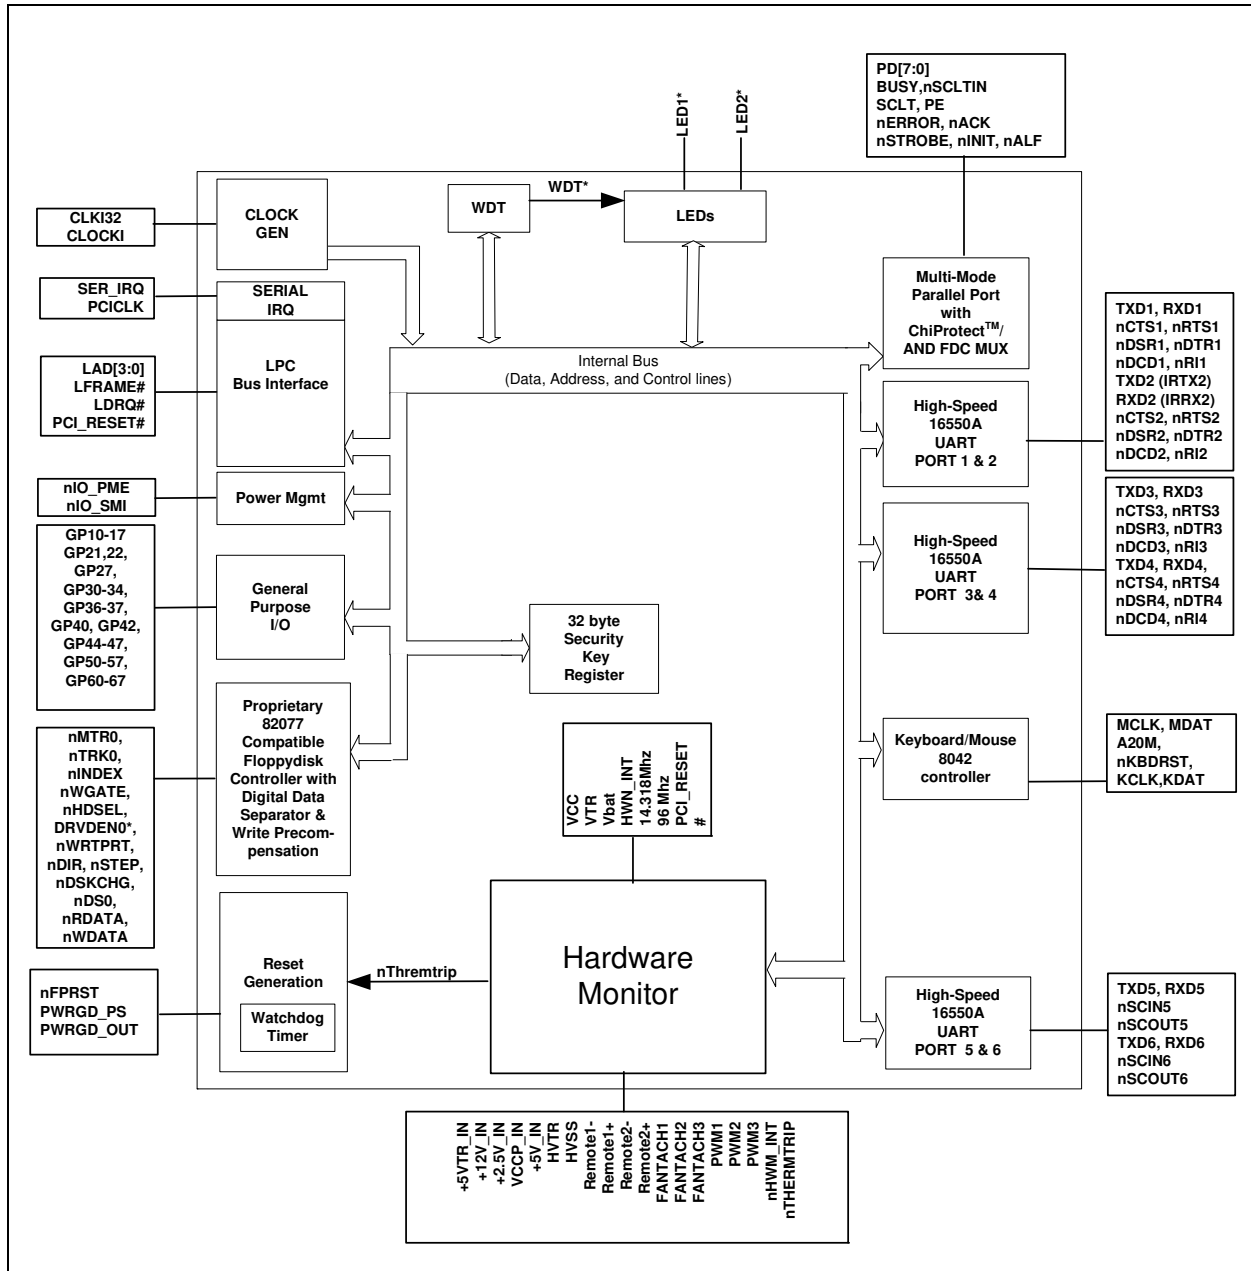 PD[7:0]
BUSY,nSCLTIN
SCLT, PE
nERROR, nACK
nSTROBE, nINIT, nALF
LED1*
LED2*
CLKI32
CLOCKI
CLOCK
GEN
WDT
WDT*
LEDs
SER_IRQ
PCICLK
SERIAL
IRQ
LPC
Bus Interface
LAD[3:0]
LFRAME#
LDRQ#
PCI_RESET#
Internal Bus
(Data, Address, and Control lines)
Multi-Mode
Parallel Port
with
ChiProtect™/
AND FDC MUX
TXD1, RXD1
nCTS1, nRTS1
nDSR1, nDTR1
nDCD1, nRI1
TXD2 (IRTX2)
RXD2 (IRRX2)
nCTS2, nRTS2
nDSR2, nDTR2
nDCD2, nRI2
High-Speed
16550A
UART
PORT 1 & 2
nIO_PME
nIO_SMI
Power Mgmt
TXD3, RXD3
nCTS3, nRTS3
nDSR3, nDTR3
nDCD3, nRI3
TXD4, RXD4,
nCTS4, nRTS4
nDSR4, nDTR4
nDCD4, nRI4
High-Speed
16550A
UART
PORT 3& 4
GP10-17
GP21,22,
GP27,
GP30-34,
GP36-37,
GP40, GP42,
GP44-47,
GP50-57,
GP60-67
General
Purpose
I/O
32 byte
Security
Key
Register
nMTR0,
nTRK0,
nINDEX
nWGATE,
nHDSEL,
DRVDEN0*,
nWRTPRT,
nDIR, nSTEP,
nDSKCHG,
nDS0,
nRDATA,
nWDATA
Proprietary
82077
Compatible
Floppydisk
Controller with
Digital Data
Separator &
Write Precom-
pensation
VCC
VTR
Vbat
HWN_INT
14.318Mhz
96 Mhz
PCI_RESET
#
Keyboard/Mouse
8042
controller
MCLK, MDAT
A20M,
nKBDRST,
KCLK,KDAT
nFPRST
PWRGD_PS
PWRGD_OUT
Reset
Generation
Watchdog
Timer
nThremtrip
Hardware
Monitor
High-Speed
16550A
UART
PORT 5 & 6
TXD5, RXD5
nSCIN5
nSCOUT5
TXD6, RXD6
nSCIN6
nSCOUT6
+5VTR_IN
+12V_IN
+2.5V_IN
VCCP_IN
+5V_IN
HVTR
HVSS
Remote1-
Remote1+
Remote2-
Remote2+
FANTACH1
FANTACH2
FANTACH3
PWM1
PWM2
PWM3
nHWM_INT
nTHERMTRIP